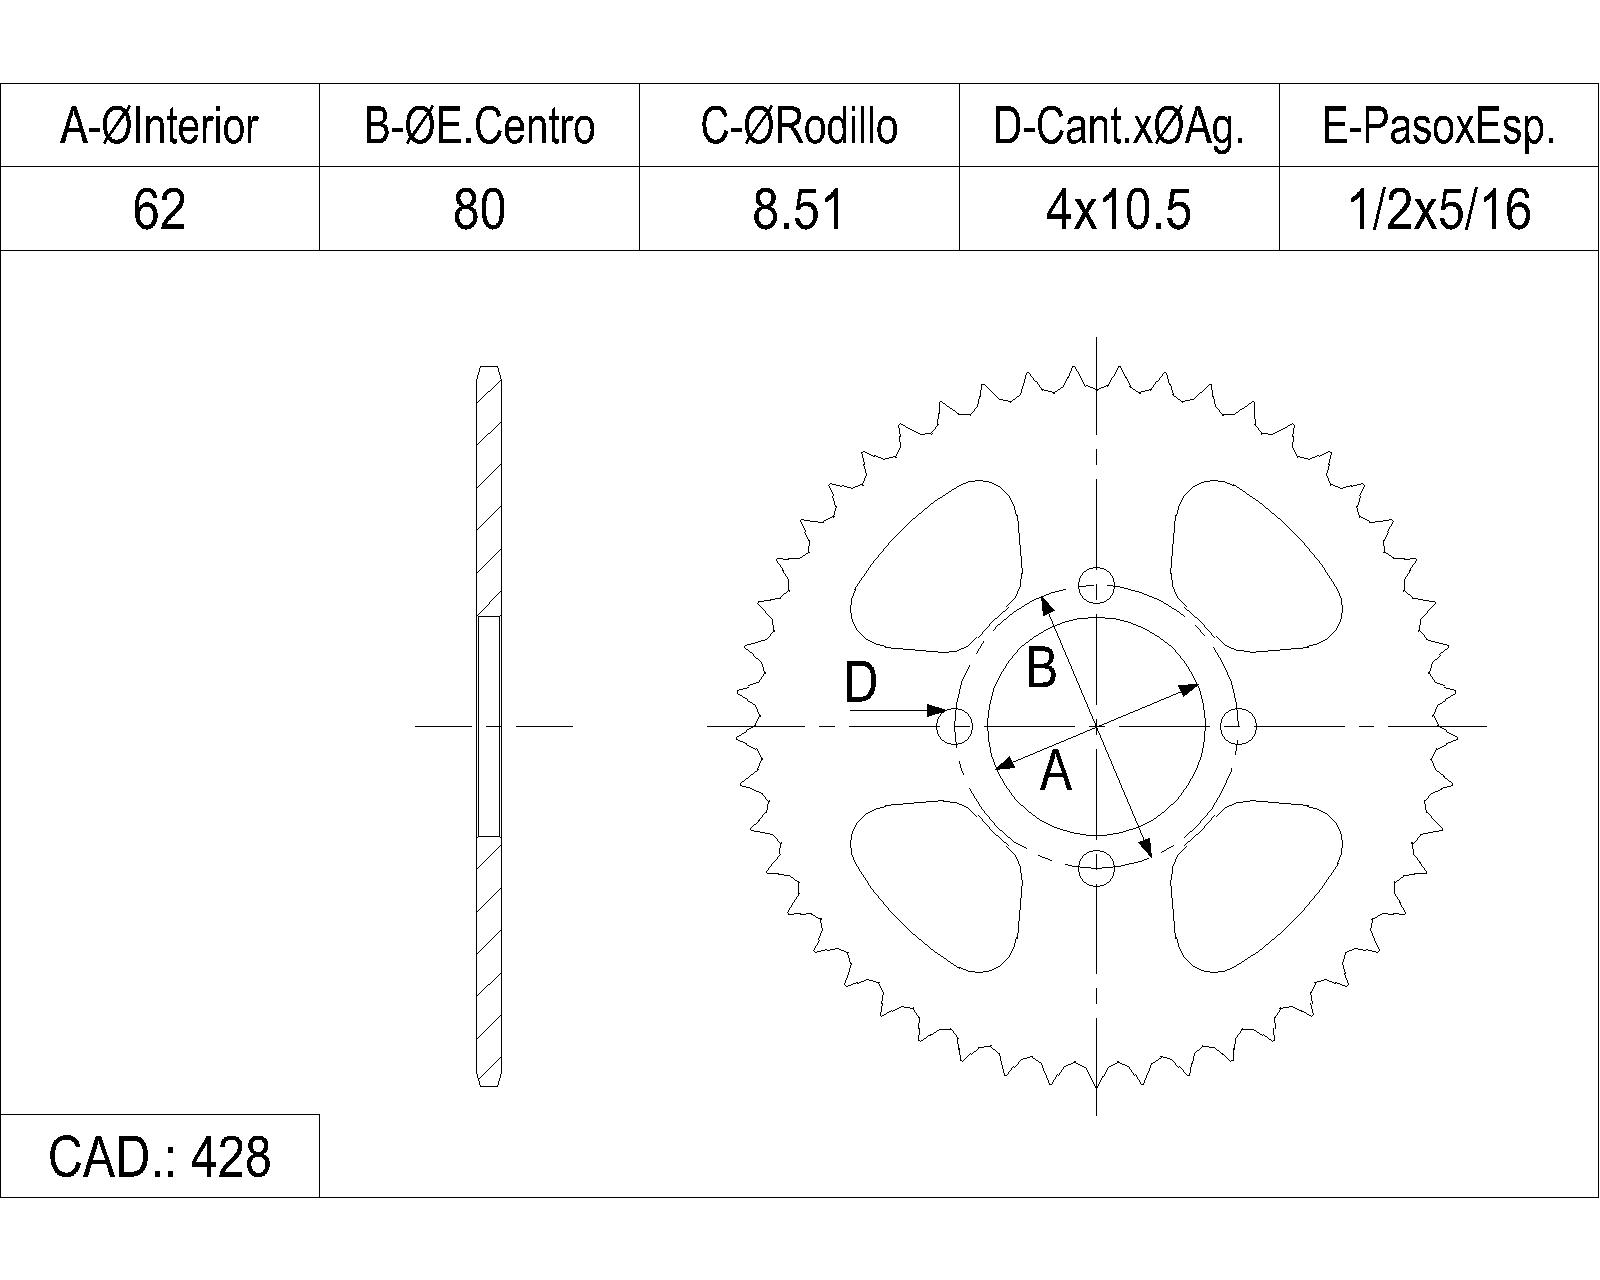 A-ØInterior B-ØE.Centro C-ØRodillo D-Cant.xØAg. E-PasoxEsp.
62 80 8.51 4x10.5 1/2x5/16
B
D
A
CAD.: 428